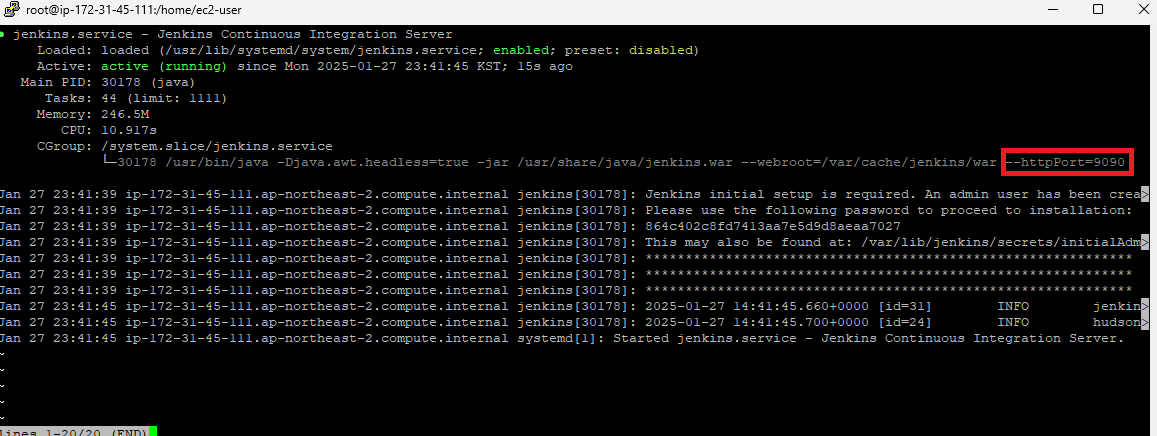 root@ip-172-31-45-111:/home/ec2-user
● jenkins.service - Jenkins Continuous Integration Server
Loaded: loaded (/usr/lib/systemd/system/jenkins.service; enabled; preset: disabled)
Active: active (running) since Mon 2025-01-27 23:41:45 KST; 15s ago
Main PID: 30178 (java)
Tasks: 44 (limit: 1111)
Memory: 246.5M
CPU: 10.917s
CGroup: /system.slice/jenkins.service
└─30178 /usr/bin/java -Djava.awt.headless=true -jar /usr/share/java/jenkins.war --webroot=/var/cache/jenkins/war --httpPort=9090
Jan 27 23:41:39 ip-172-31-45-111.ap-northeast-2.compute.internal jenkins[30178]: Jenkins initial setup is required. An admin user has been crea>
Jan 27 23:41:39 ip-172-31-45-111.ap-northeast-2.compute.internal jenkins[30178]: Please use the following password to proceed to installation:
Jan 27 23:41:39 ip-172-31-45-111.ap-northeast-2.compute.internal jenkins[30178]: 864c402c8fd7413aa7e5d9d8aeaa7027
Jan 27 23:41:39 ip-172-31-45-111.ap-northeast-2.compute.internal jenkins[30178]: This may also be found at: /var/lib/jenkins/secrets/initialAdm>
Jan 27 23:41:39 ip-172-31-45-111.ap-northeast-2.compute.internal jenkins[30178]: *************************************************************
Jan 27 23:41:39 ip-172-31-45-111.ap-northeast-2.compute.internal jenkins[30178]: *************************************************************
Jan 27 23:41:39 ip-172-31-45-111.ap-northeast-2.compute.internal jenkins[30178]: *************************************************************
Jan 27 23:41:45 ip-172-31-45-111.ap-northeast-2.compute.internal jenkins[30178]: 2025-01-27 14:41:45.660+0000 [id=31] INFO jenkin>
Jan 27 23:41:45 ip-172-31-45-111.ap-northeast-2.compute.internal jenkins[30178]: 2025-01-27 14:41:45.700+0000 [id=24] INFO hudson>
Jan 27 23:41:45 ip-172-31-45-111.ap-northeast-2.compute.internal systemd[1]: Started jenkins.service - Jenkins Continuous Integration Server.
~
~
~
~
~
lines 1-20/20 (END)